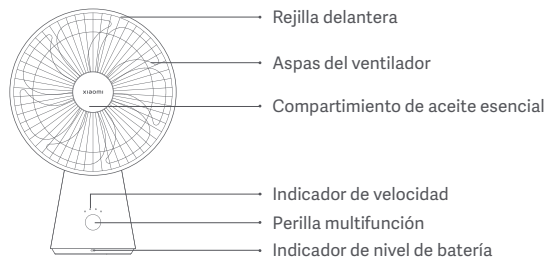 Rejilla delantera
Aspas del ventilador
xiaomi
Compartimiento de aceite esencial
Indicador de velocidad
Perilla multifunción
Indicador de nivel de batería